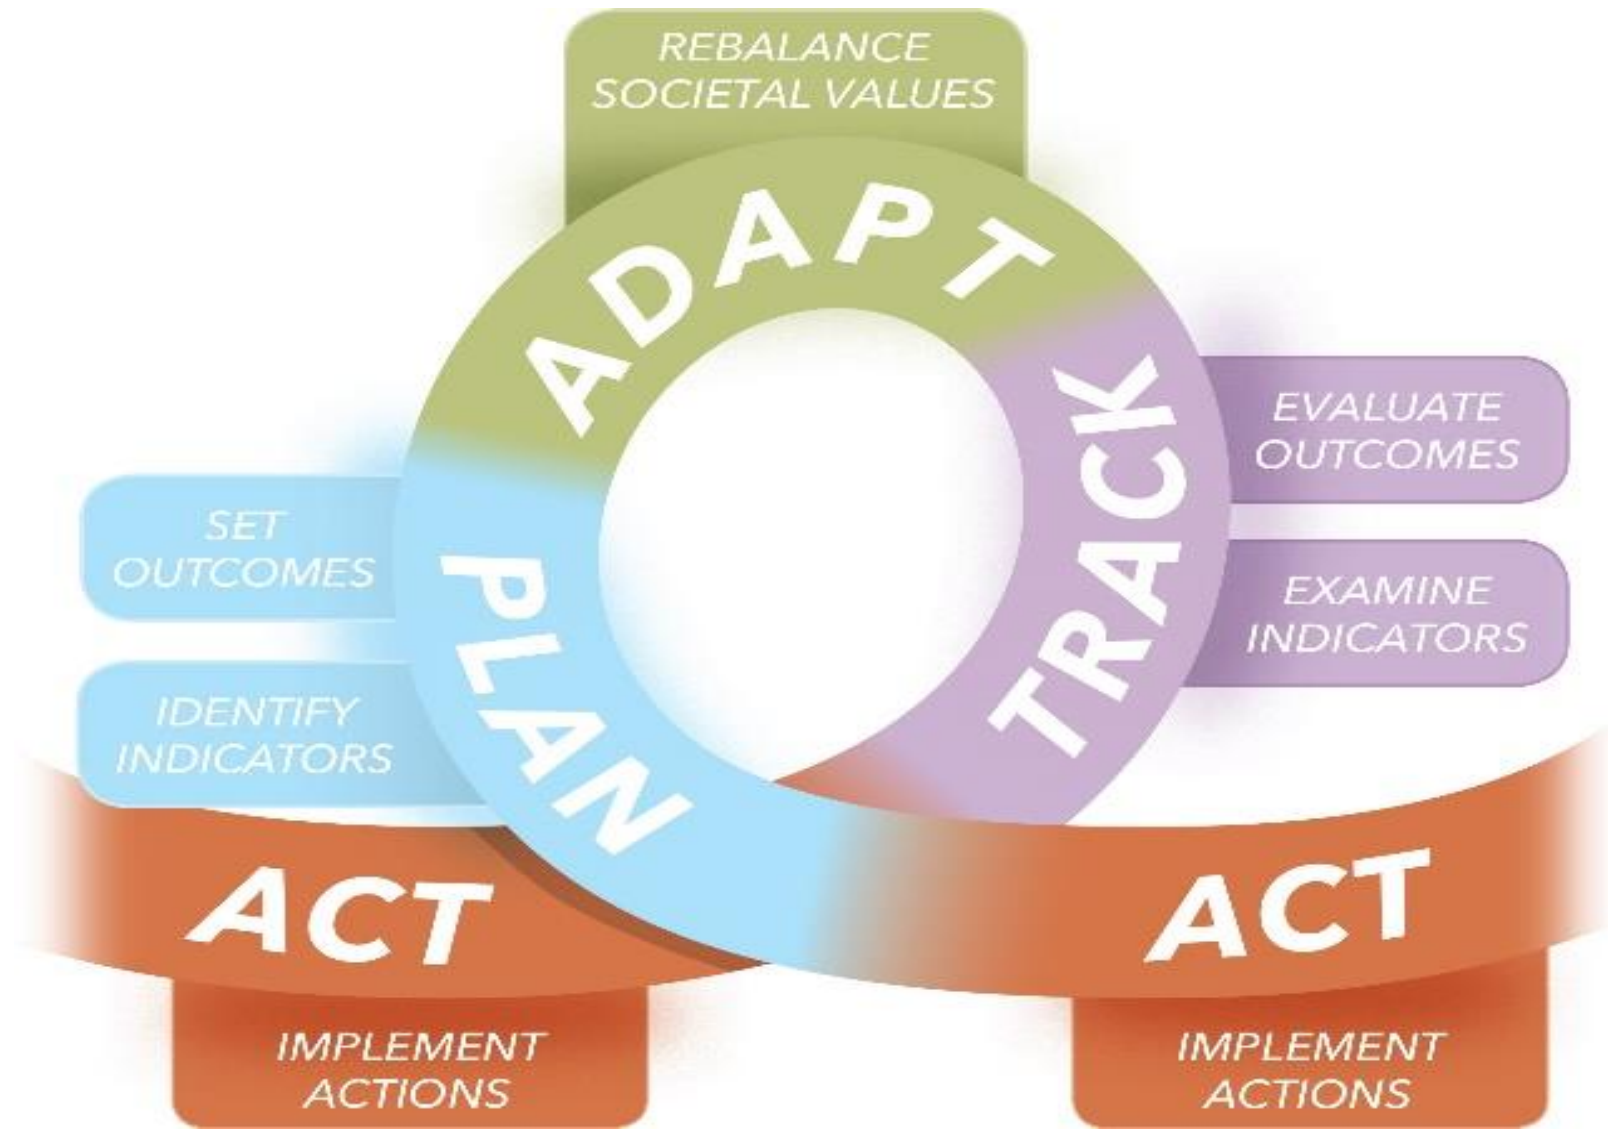 REBALANCE
SOCIETAL VALUES
ADAPT
TRACK
EVALUATE
OUTCOMES
EXAMINE
INDICATORS
SET
OUTCOMES
IDENTIFY
INDICATORS
PLAN
ACT
IMPLEMENT
ACTIONS
ACT
IMPLEMENT
ACTIONS